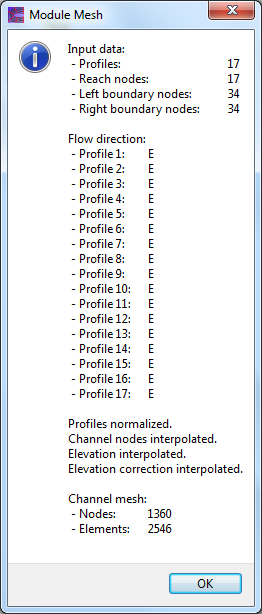 Module Mesh
Input data:
- Profiles: 17
- Reach nodes: 17
- Left boundary nodes: 34
- Right boundary nodes: 34
Flow direction:
- Profile 1: E
- Profile 2: E
- Profile 3: E
- Profile 4: E
- Profile 5: E
- Profile 6: E
- Profile 7: E
- Profile 8: E
- Profile 9: E
- Profile 10: E
- Profile 11: E
- Profile 12: E
- Profile 13: E
- Profile 14: E
- Profile 15: E
- Profile 16: E
- Profile 17: E
Profiles normalized.
Channel nodes interpolated.
Elevation interpolated.
Elevation correction interpolated.
Channel mesh:
- Nodes: 1360
- Elements: 2546
OK